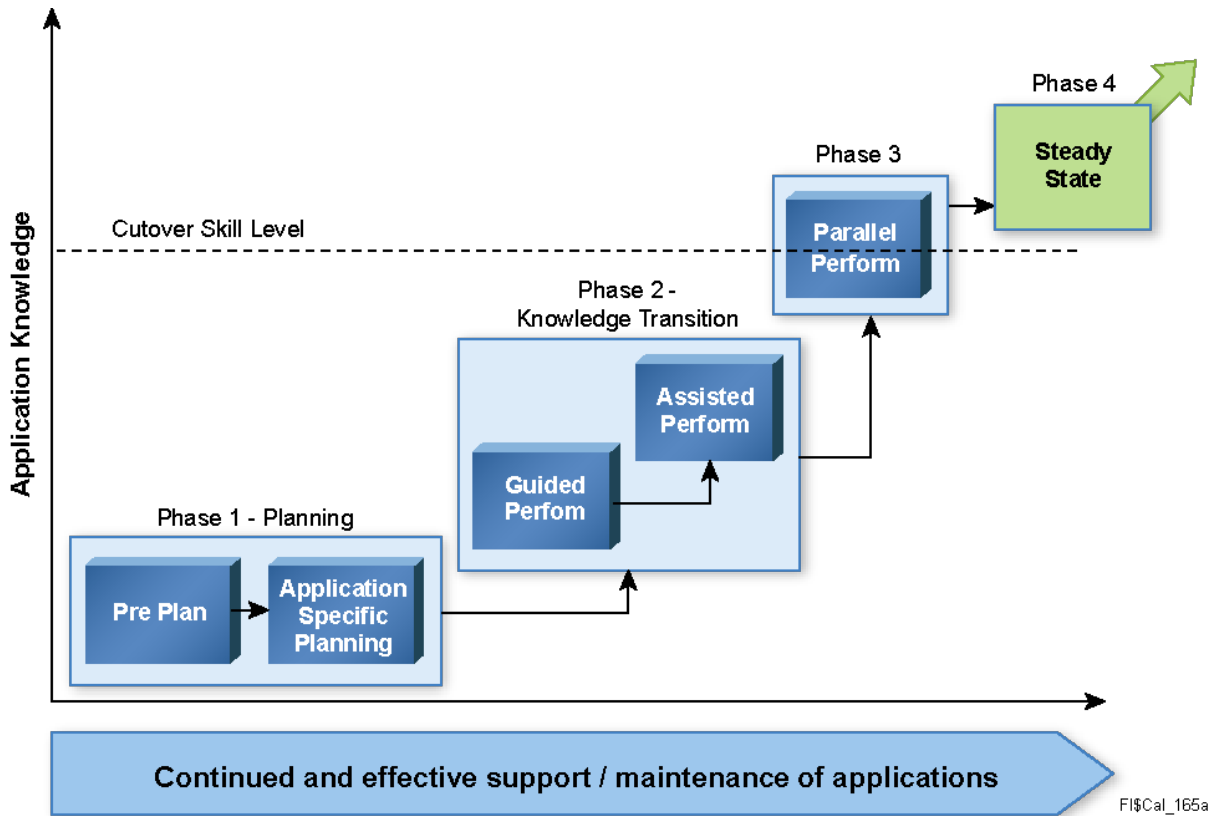 Application Knowledge
Phase 4
Steady
State
Phase 3
Parallel
Perform
Cutover Skill Level
Phase 2 -
Knowledge Transition
Assisted
Perform
Guided
Perfom
Phase 1 - Planning
Pre Plan
Application
Specific
Planning
Continued and effective support / maintenance of applications
FI$Cal_165a